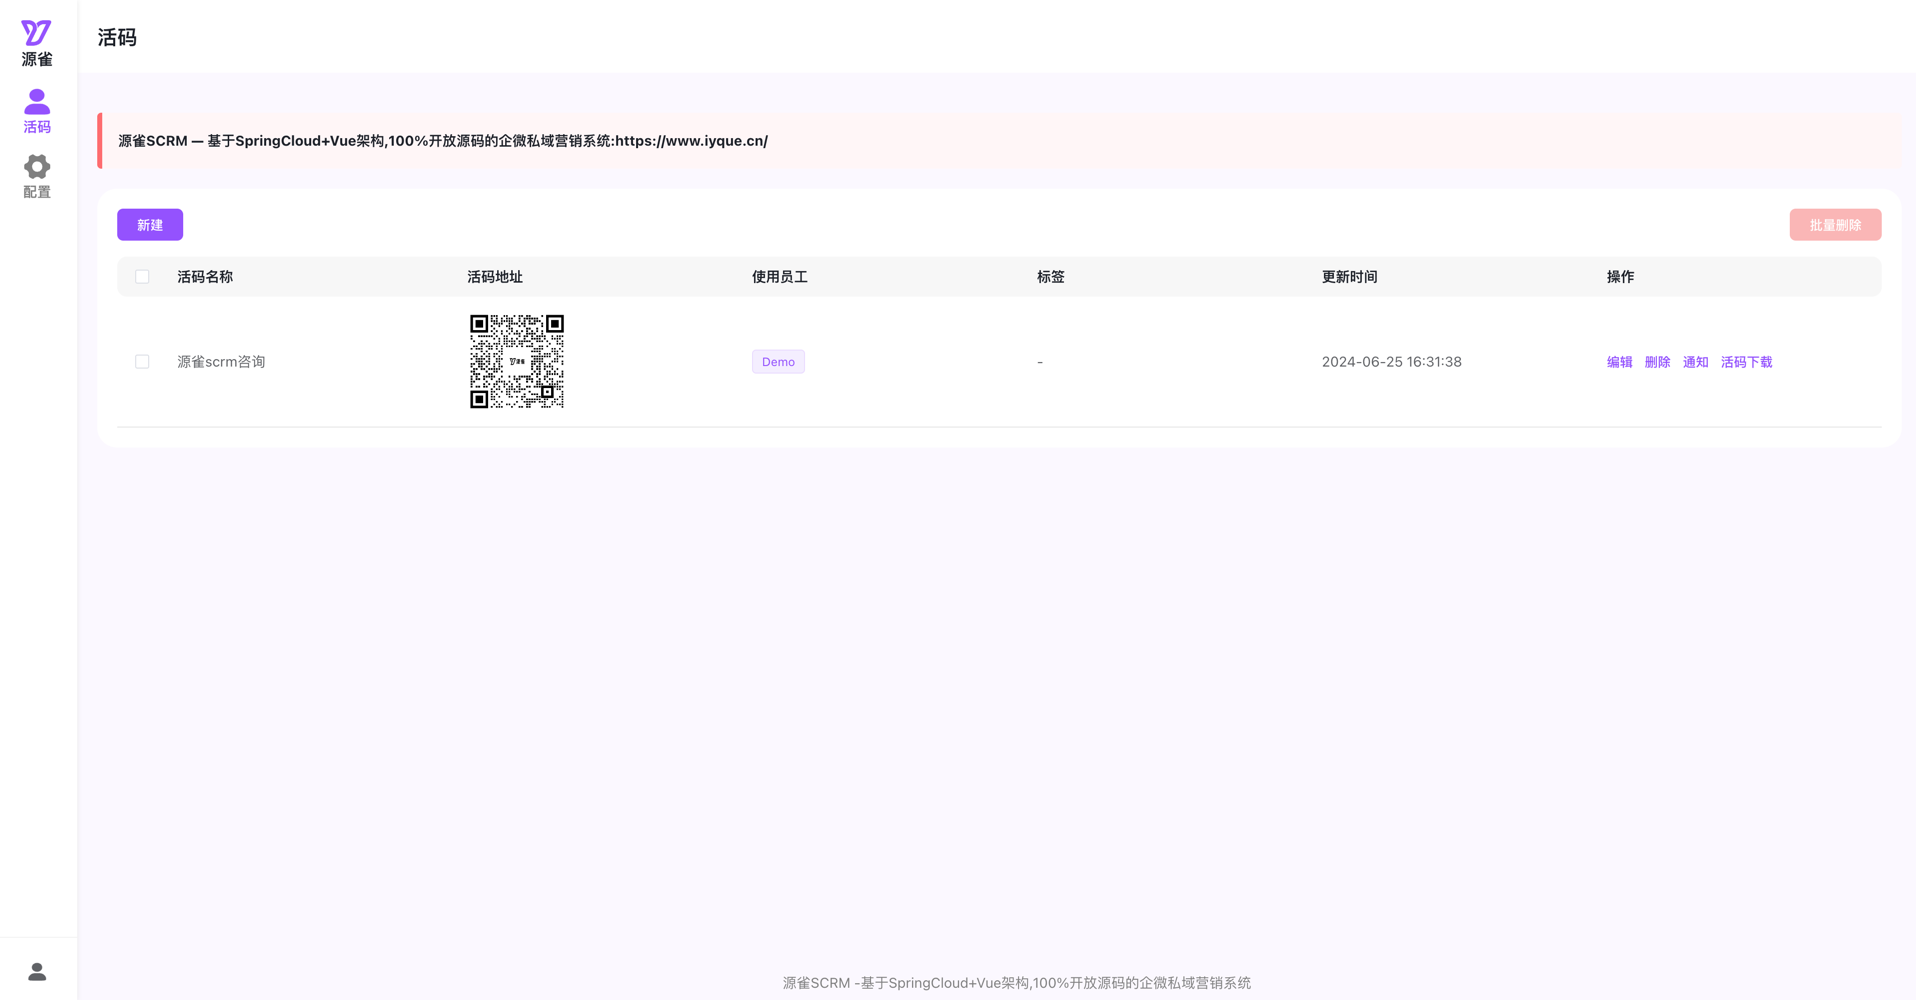 源雀
活码
配置
活码
源雀SCRM — 基于SpringCloud+Vue架构,100%开放源码的企微私域营销系统:https://www.iyque.cn/
新建
批量删除
活码名称 活码地址 使用员工 标签 更新时间 操作
源雀scrm咨询 源雀 Demo - 2024-06-25 16:31:38 编辑 删除 通知 活码下载
源雀SCRM -基于SpringCloud+Vue架构,100%开放源码的企微私域营销系统